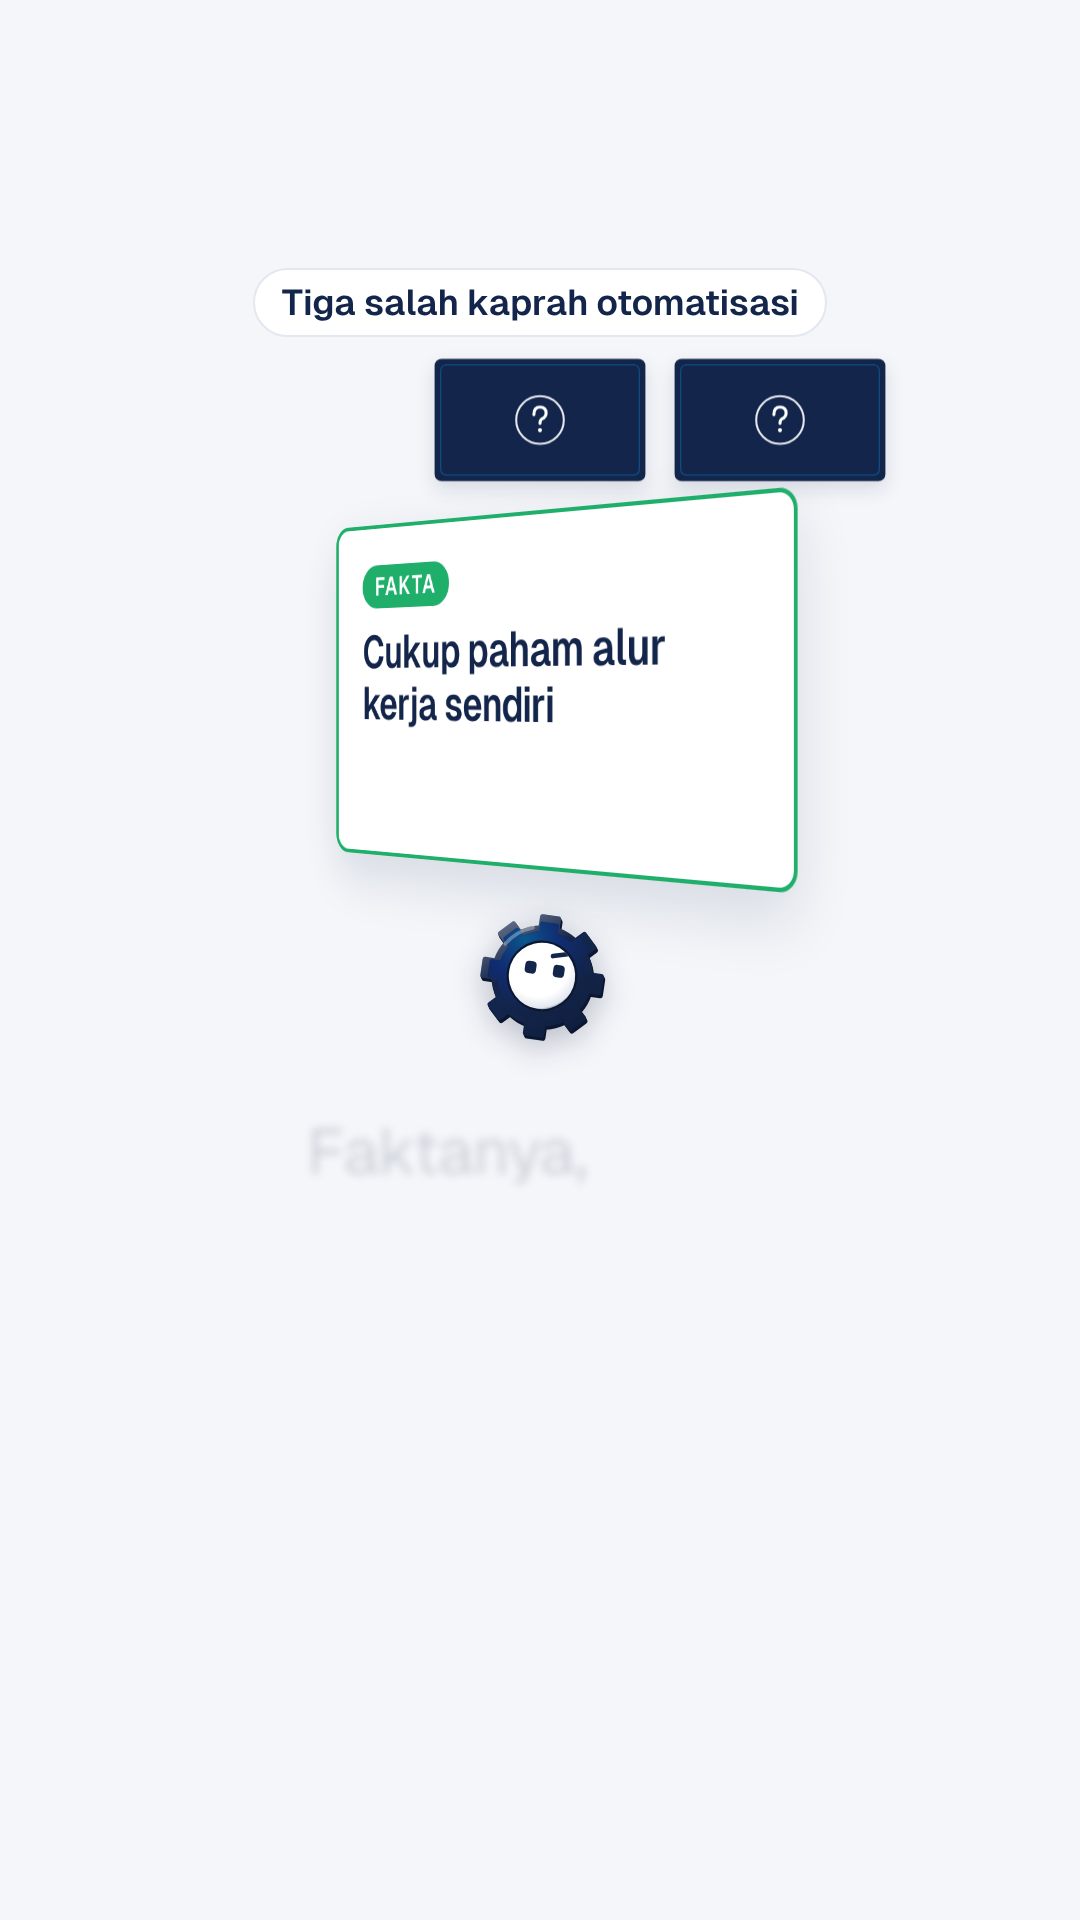 Tiga salah kaprah otomatisasi
?
?
FAKTA
Cukup paham alur
kerja sendiri
Faktanya,